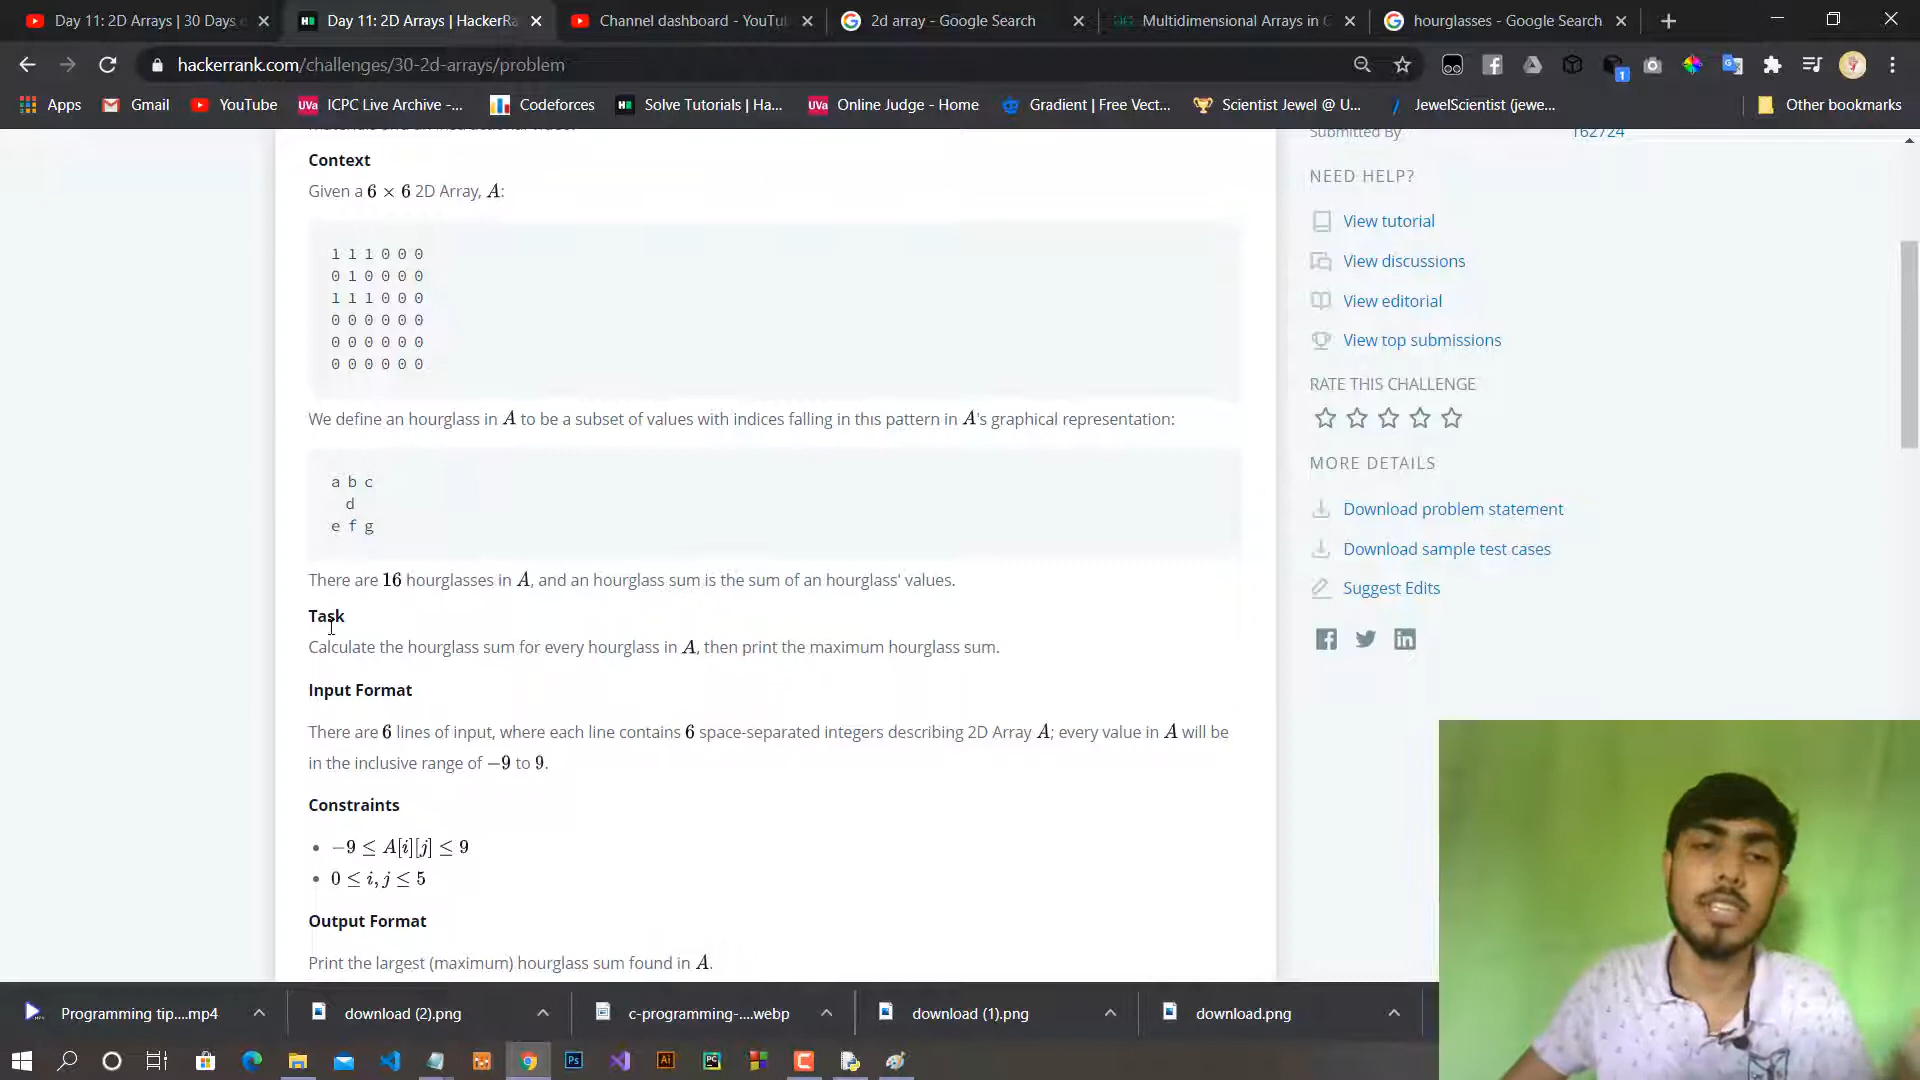 Day 11: 2D Arrays | 30 Days o
Day 11: 2D Arrays | HackerRa
Channel dashboard - YouTu
2d array - Google Search
Multidimensional Arrays in C
hourglasses - Google Search
hackerrank.com/challenges/30-2d-arrays/problem
Apps
Gmail
YouTube
ICPC Live Archive -...
Codeforces
Solve Tutorials | Ha...
Online Judge - Home
Gradient | Free Vect...
Scientist Jewel @ U...
JewelScientist (jewe...
Other bookmarks
Context
Given a 6 × 6 2D Array, A:
1 1 1 0 0 0
0 1 0 0 0 0
1 1 1 0 0 0
0 0 0 0 0 0
0 0 0 0 0 0
0 0 0 0 0 0
We define an hourglass in A to be a subset of values with indices falling in this pattern in A's graphical representation:
a b c
d
e f g
There are 16 hourglasses in A, and an hourglass sum is the sum of an hourglass' values.
Task
Calculate the hourglass sum for every hourglass in A, then print the maximum hourglass sum.
Input Format
There are 6 lines of input, where each line contains 6 space-separated integers describing 2D Array A; every value in A will be
in the inclusive range of −9 to 9.
Constraints
• −9 ≤ A[i][j] ≤ 9
• 0 ≤ i, j ≤ 5
Output Format
Print the largest (maximum) hourglass sum found in A.
Submitted By 162724
NEED HELP?
View tutorial
View discussions
View editorial
View top submissions
RATE THIS CHALLENGE
MORE DETAILS
Download problem statement
Download sample test cases
Suggest Edits
Programming tip....mp4
download (2).png
c-programming-....webp
download (1).png
download.png